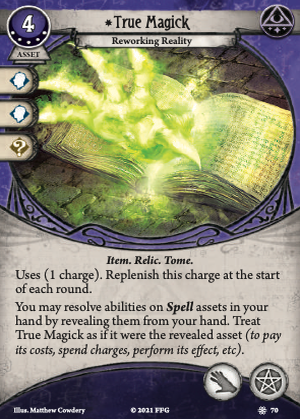 4
ASSET
True Magick
Reworking Reality
?
Item. Relic. Tome.
Uses (1 charge). Replenish this charge at the start
of each round.
You may resolve abilities on Spell assets in your
hand by revealing them from your hand. Treat
True Magick as if it were the revealed asset (to pay
its costs, spend charges, perform its effect, etc).
Illus. Matthew Cowdery
© 2021 FFG
70